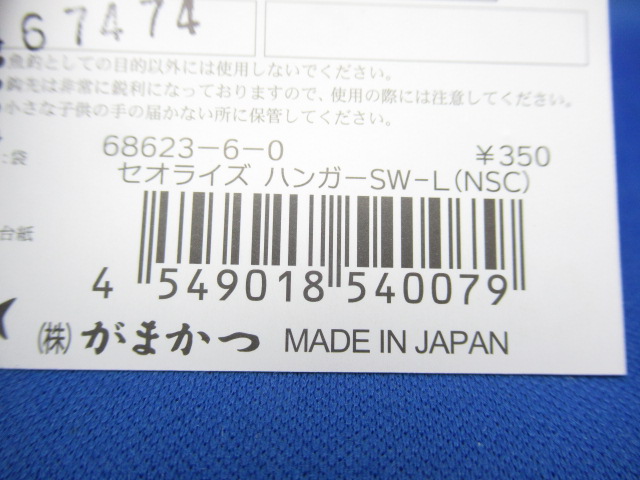 67474
魚釣としての目的以外には使用しないでください。
鈎先は非常に鋭利になっておりますので、使用の際には注意してください。
小さな子供の手の届かない所に保管してください。
:袋
68623-6-0 ¥350
セオライズ ハンガーSW-L(NSC)
台紙
4 549018 540079
(株) がまかつ MADE IN JAPAN